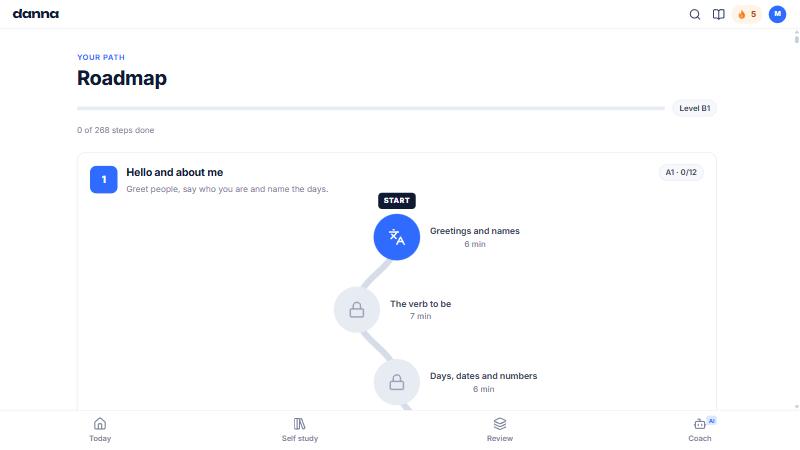 danna
5
M
YOUR PATH
Roadmap
Level B1
0 of 268 steps done
1
Hello and about me
A1 · 0/12
Greet people, say who you are and name the days.
START
Greetings and names
6 min
The verb to be
7 min
Days, dates and numbers
6 min
Today
Self study
Review
Coach
AI